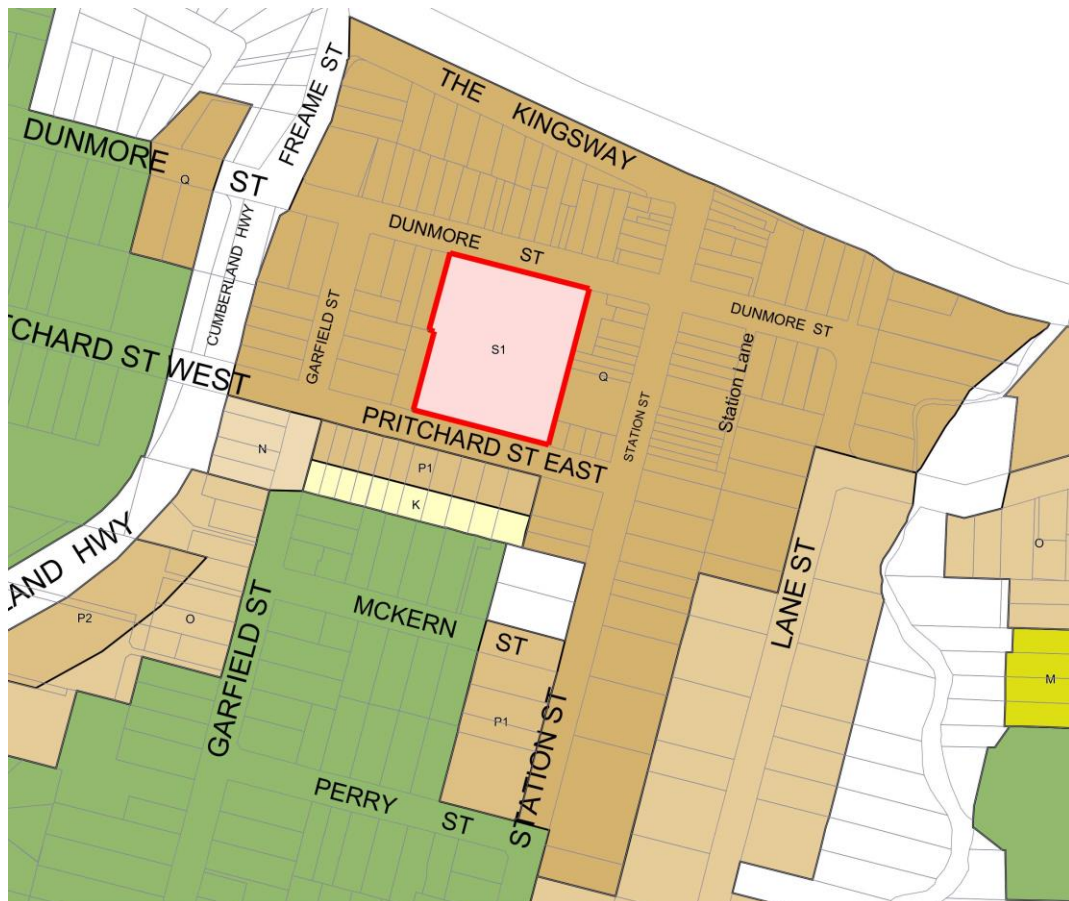 THE KINGSWAY
FREAME ST
DUNMORE ST
Q
CUMBERLAND HWY
DUNMORE ST
S1
Q
DUNMORE ST
GARFIELD ST
TCHARD ST WEST
STATION ST
Station Lane
PRITCHARD ST EAST
N
P1
K
LAND HWY
O
LANE ST
MCKERN ST
P2
O
GARFIELD ST
M
P1
STATION ST
PERRY ST